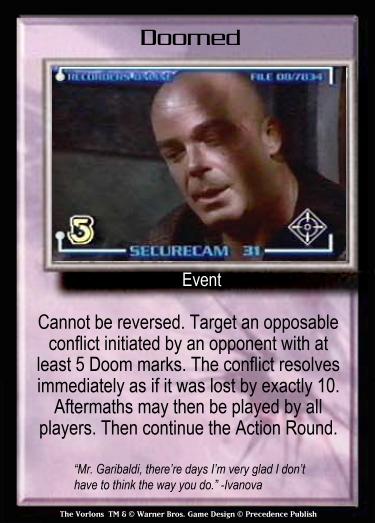 Doomed
RECORDERS ONLINE FILE 08/7834
5
SECURECAM 31
Event
Cannot be reversed. Target an opposable
conflict initiated by an opponent with at
least 5 Doom marks. The conflict resolves
immediately as if it was lost by exactly 10.
Aftermaths may then be played by all
players. Then continue the Action Round.
"Mr. Garibaldi, there're days I'm very glad I don't
have to think the way you do." -Ivanova
The Vorlons TM & © Warner Bros. Game Design © Precedence Publish